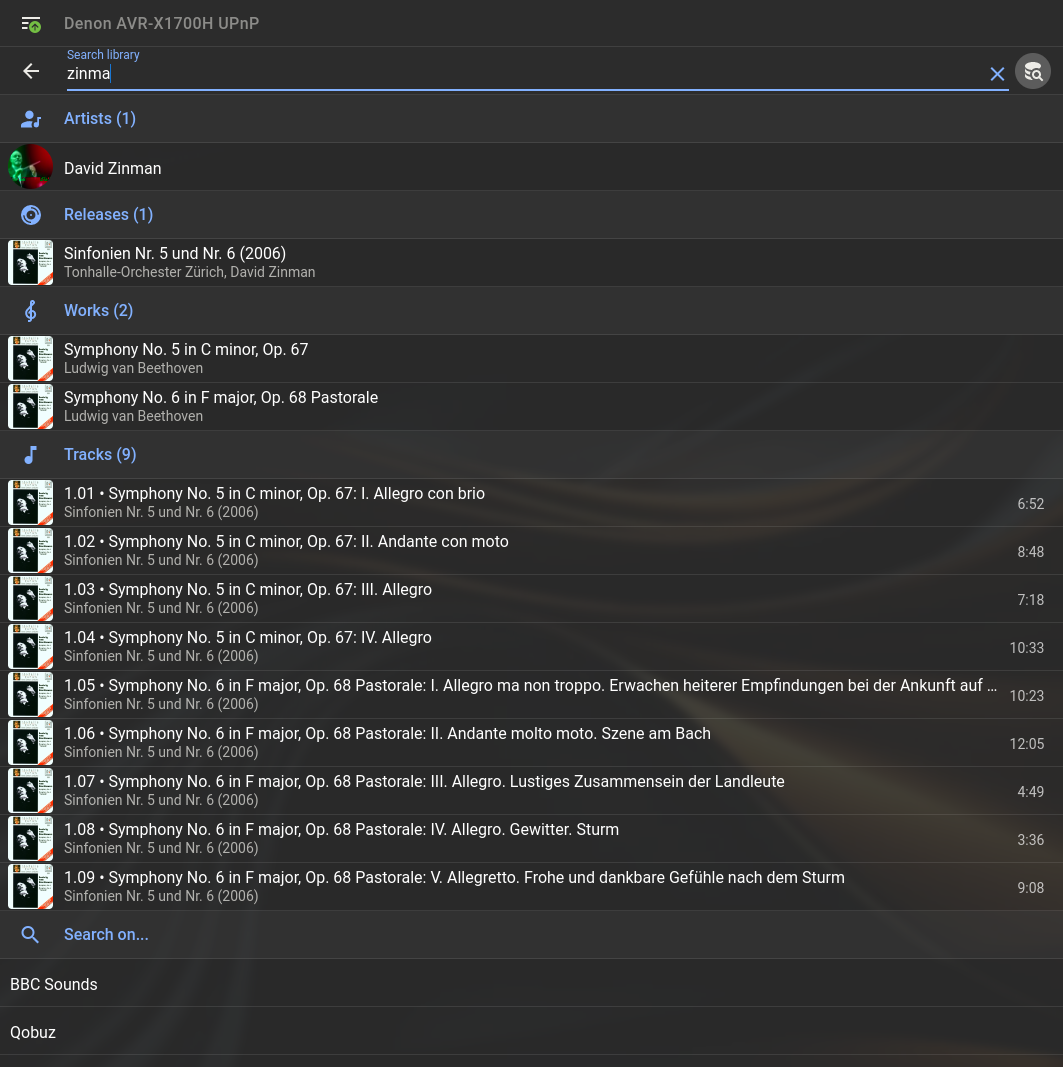 Denon AVR-X1700H UPnP
Search library
zinma
Artists (1)
David Zinman
Releases (1)
Sinfonien Nr. 5 und Nr. 6 (2006)
Tonhalle-Orchester Zürich, David Zinman
Works (2)
Symphony No. 5 in C minor, Op. 67
Ludwig van Beethoven
Symphony No. 6 in F major, Op. 68 Pastorale
Ludwig van Beethoven
Tracks (9)
1.01 • Symphony No. 5 in C minor, Op. 67: I. Allegro con brio
Sinfonien Nr. 5 und Nr. 6 (2006)
6:52
1.02 • Symphony No. 5 in C minor, Op. 67: II. Andante con moto
Sinfonien Nr. 5 und Nr. 6 (2006)
8:48
1.03 • Symphony No. 5 in C minor, Op. 67: III. Allegro
Sinfonien Nr. 5 und Nr. 6 (2006)
7:18
1.04 • Symphony No. 5 in C minor, Op. 67: IV. Allegro
Sinfonien Nr. 5 und Nr. 6 (2006)
10:33
1.05 • Symphony No. 6 in F major, Op. 68 Pastorale: I. Allegro ma non troppo. Erwachen heiterer Empfindungen bei der Ankunft auf ...
Sinfonien Nr. 5 und Nr. 6 (2006)
10:23
1.06 • Symphony No. 6 in F major, Op. 68 Pastorale: II. Andante molto moto. Szene am Bach
Sinfonien Nr. 5 und Nr. 6 (2006)
12:05
1.07 • Symphony No. 6 in F major, Op. 68 Pastorale: III. Allegro. Lustiges Zusammensein der Landleute
Sinfonien Nr. 5 und Nr. 6 (2006)
4:49
1.08 • Symphony No. 6 in F major, Op. 68 Pastorale: IV. Allegro. Gewitter. Sturm
Sinfonien Nr. 5 und Nr. 6 (2006)
3:36
1.09 • Symphony No. 6 in F major, Op. 68 Pastorale: V. Allegretto. Frohe und dankbare Gefühle nach dem Sturm
Sinfonien Nr. 5 und Nr. 6 (2006)
9:08
Search on...
BBC Sounds
Qobuz